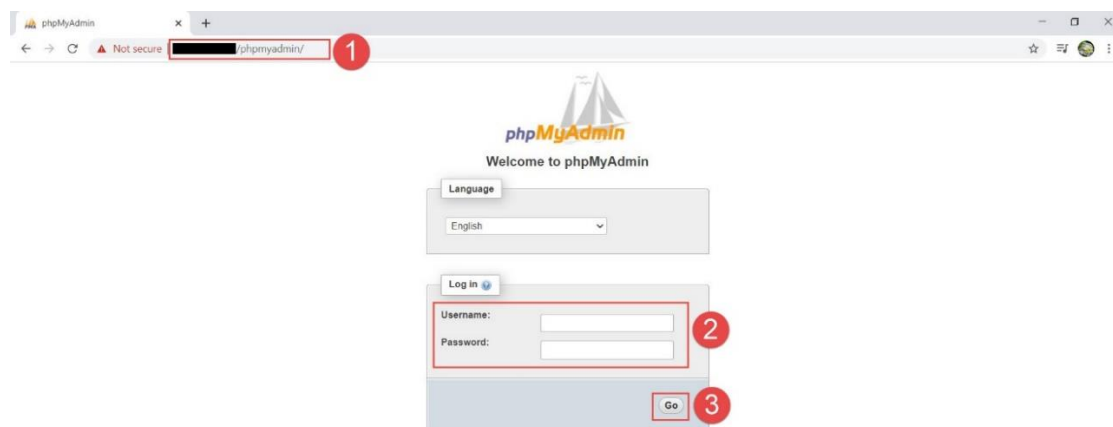 phpMyAdmin
Not secure /phpmyadmin/ 1
phpMyAdmin
Welcome to phpMyAdmin
Language
English
Log in
Username:
Password:
2
Go 3